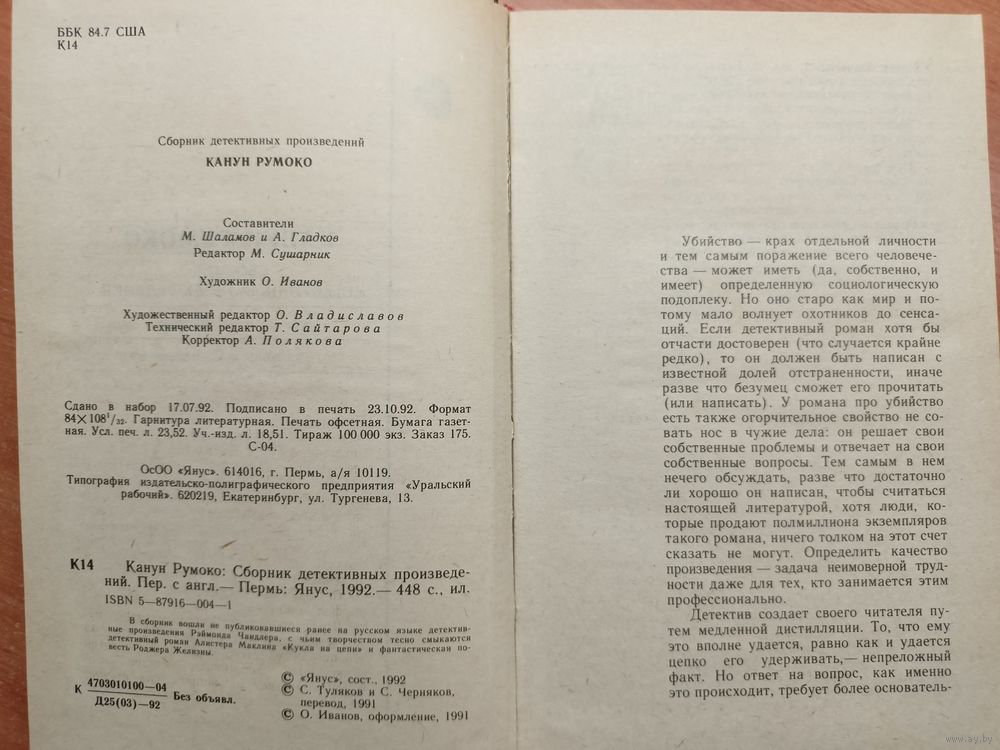 ББК 84.7 США
К14
Сборник детективных произведений
КАНУН РУМОКО
Составители
М. Шаламов и А. Гладков
Редактор М. Сушарник
Художник О. Иванов
Художественный редактор О. Владиславов
Технический редактор Т. Сайтарова
Корректор А. Полякова
Сдано в набор 17.07.92. Подписано в печать 23.10.92. Формат
84×108¹/₃₂. Гарнитура литературная. Печать офсетная. Бумага газет-
ная. Усл. печ. л. 23,52. Уч.-изд. л. 18,51. Тираж 100 000 экз. Заказ 175.
С-04.
ОсОО «Янус». 614016, г. Пермь, а/я 10119.
Типография издательско-полиграфического предприятия «Уральский
рабочий». 620219, Екатеринбург, ул. Тургенева, 13.
К14 Канун Румоко: Сборник детективных произведе-
ний. Пер. с англ.— Пермь: Янус, 1992.— 448 с., ил.
ISBN 5—87916—004—1
В сборник вошли не публиковавшиеся ранее на русском языке детектив-
ные произведения Рэймонда Чандлера, с чьим творчеством тесно смыкаются
детективный роман Алистера Маклина «Кукла на цепи» и фантастическая по-
весть Роджера Желязны.
К 4703010100—04
Д25(03)—92 Без объявл.
© «Янус», сост., 1992
© С. Туляков и С. Черняков,
перевод, 1991
© О. Иванов, оформление, 1991
Убийство — крах отдельной личности
и тем самым поражение всего человече-
ства — может иметь (да, собственно, и
имеет) определенную социологическую
подоплеку. Но оно старо как мир и по-
тому мало волнует охотников до сенса-
ций. Если детективный роман хотя бы
отчасти достоверен (что случается крайне
редко), то он должен быть написан с
известной долей отстраненности, иначе
разве что безумец сможет его прочитать
(или написать). У романа про убийство
есть также огорчительное свойство не со-
вать нос в чужие дела: он решает свои
собственные проблемы и отвечает на свои
собственные вопросы. Тем самым в нем
нечего обсуждать, разве что достаточно
ли хорошо он написан, чтобы считаться
настоящей литературой, хотя люди, ко-
торые продают полмиллиона экземпляров
такого романа, ничего толком на этот счет
сказать не могут. Определить качество
произведения — задача неимоверной труд-
ности даже для тех, кто занимается этим
профессионально.
Детектив создает своего читателя пу-
тем медленной дистилляции. То, что ему
это вполне удается, равно как и удается
цепко его удерживать,— непреложный
факт. Но ответ на вопрос, как именно
это происходит, требует более основатель-
www.ay.by